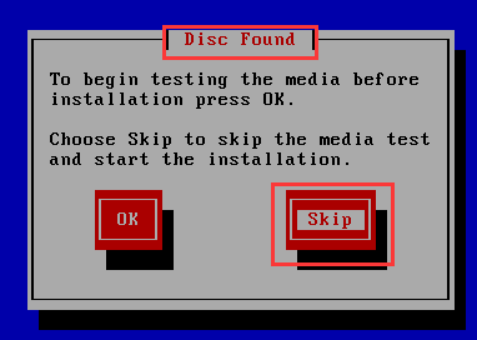 Disc Found
To begin testing the media before
installation press OK.
Choose Skip to skip the media test
and start the installation.
OK
Skip